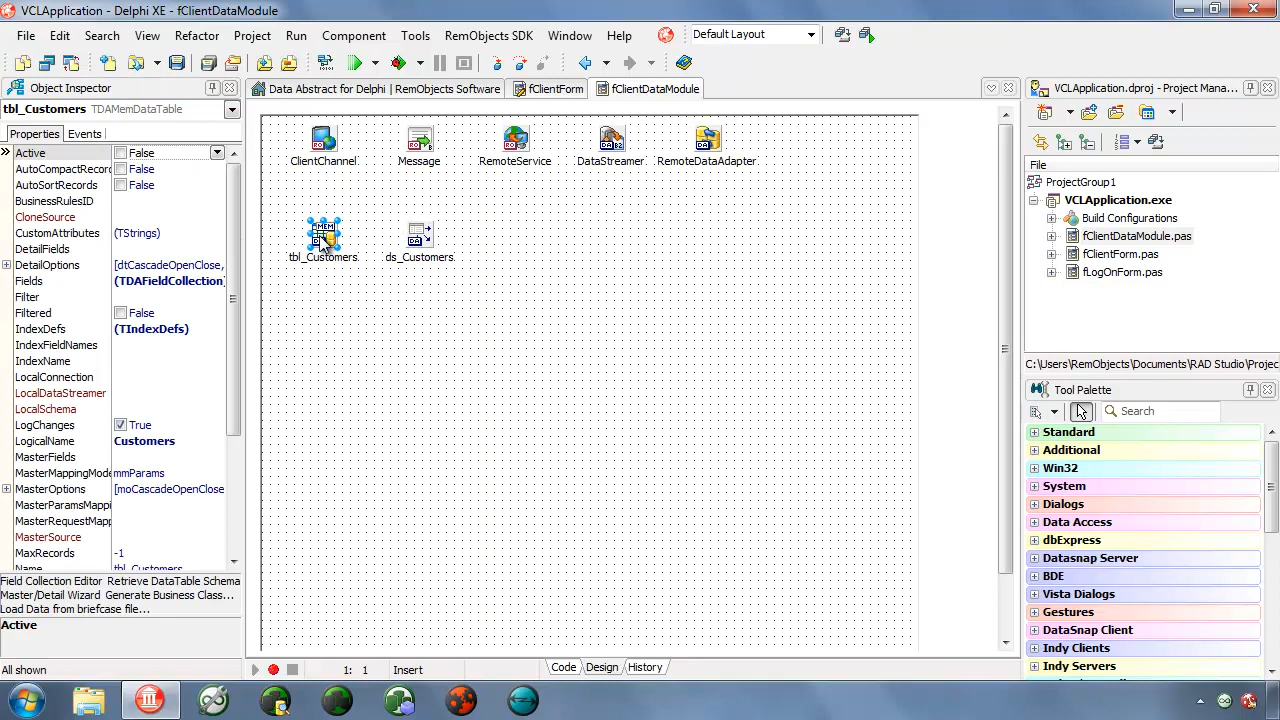 VCLApplication - Delphi XE - fClientDataModule
File Edit Search View Refactor Project Run Component Tools RemObjects SDK Window Help Default Layout
Object Inspector
tbl_Customers TDAMemDataTable
Properties Events
Active False
AutoCompactRecord
False
AutoSortRecords False
BusinessRulesID
CloneSource
CustomAttributes (TStrings)
DetailFields
DetailOptions [dtCascadeOpenClose,
Fields (TDAFieldCollection)
Filter
Filtered False
IndexDefs (TIndexDefs)
IndexFieldNames
IndexName
LocalConnection
LocalDataStreamer
LocalSchema
LogChanges True
LogicalName Customers
MasterFields
MasterMappingMode mmParams
MasterOptions [moCascadeOpenClose
MasterParamsMappi
MasterRequestMapp
MasterSource
MaxRecords -1
Name tbl_Customers
Field Collection Editor Retrieve DataTable Schema
Master/Detail Wizard Generate Business Class...
Load Data from briefcase file...
Active
All shown
Data Abstract for Delphi | RemObjects Software fClientForm fClientDataModule
ClientChannel Message RemoteService DataStreamer RemoteDataAdapter
MEM
DA
tbl_Customers ds_Customers
1: 1 Insert Code Design History
VCLApplication.dproj - Project Mana...
File
ProjectGroup1
VCLApplication.exe
Build Configurations
fClientDataModule.pas
fClientForm.pas
fLogOnForm.pas
C:\Users\RemObjects\Documents\RAD Studio\Projec
Tool Palette
Search
Standard
Additional
Win32
System
Dialogs
Data Access
dbExpress
Datasnap Server
BDE
Vista Dialogs
Gestures
DataSnap Client
Indy Clients
Indy Servers